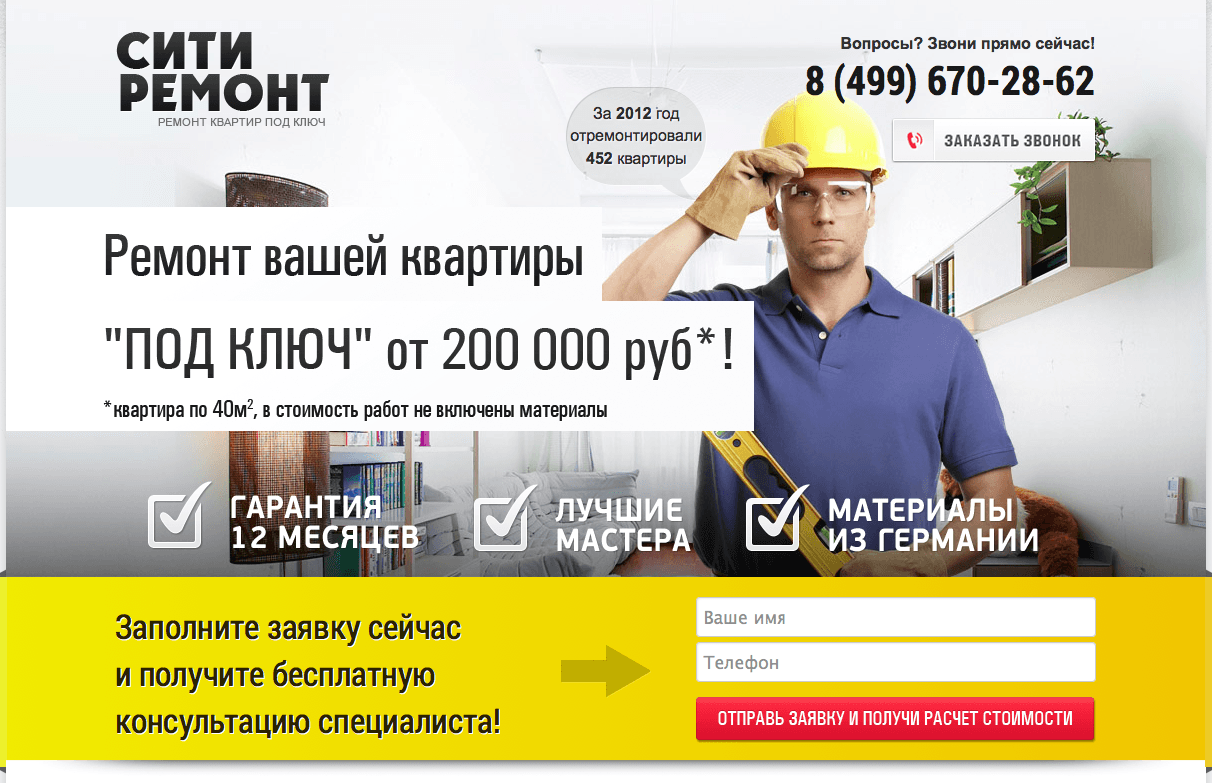 СИТИ
РЕМОНТ
РЕМОНТ КВАРТИР ПОД КЛЮЧ
Вопросы? Звони прямо сейчас!
8 (499) 670-28-62
ЗАКАЗАТЬ ЗВОНОК
За 2012 год
отремонтировали
452 квартиры
Ремонт вашей квартиры
"ПОД КЛЮЧ" от 200 000 руб*!
*квартира по 40м², в стоимость работ не включены материалы
ГАРАНТИЯ
12 МЕСЯЦЕВ
ЛУЧШИЕ
МАСТЕРА
МАТЕРИАЛЫ
ИЗ ГЕРМАНИИ
Заполните заявку сейчас
и получите бесплатную
консультацию специалиста!
Ваше имя
Телефон
ОТПРАВЬ ЗАЯВКУ И ПОЛУЧИ РАСЧЕТ СТОИМОСТИ